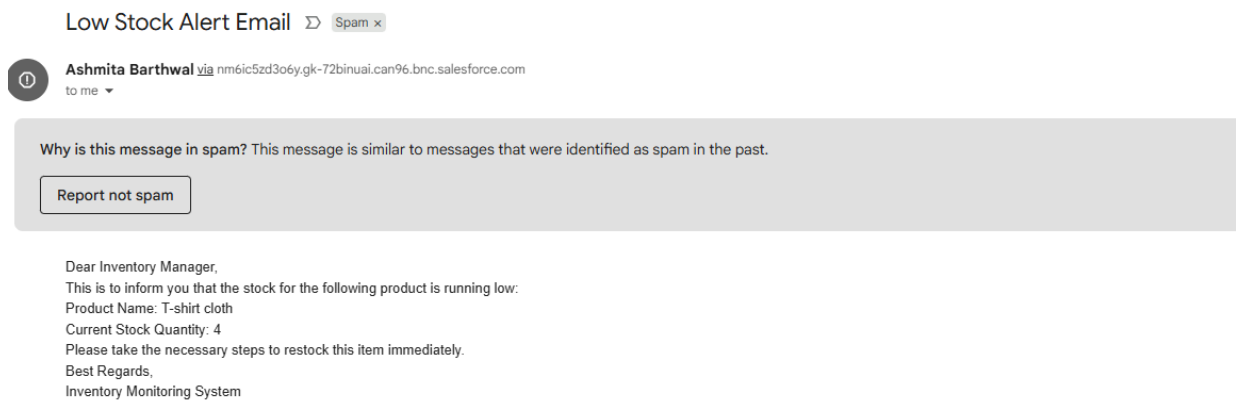 Low Stock Alert Email Spam ×
Ashmita Barthwal via nm6ic5zd3o6y.gk-72binuai.can96.bnc.salesforce.com
to me
Why is this message in spam? This message is similar to messages that were identified as spam in the past.
Report not spam
Dear Inventory Manager,
This is to inform you that the stock for the following product is running low:
Product Name: T-shirt cloth
Current Stock Quantity: 4
Please take the necessary steps to restock this item immediately.
Best Regards,
Inventory Monitoring System